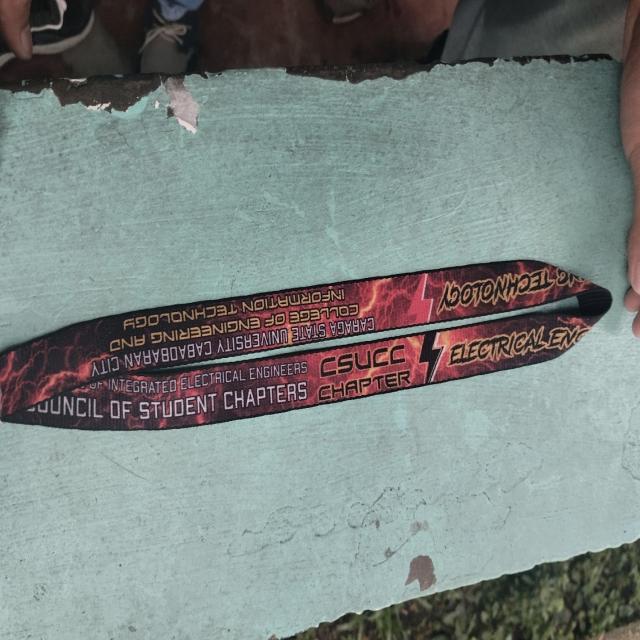 CARAGA STATE UNIVERSITY CABADBARAN CITY
COLLEGE OF ENGINEERING AND
INFORMATION TECHNOLOGY
TECHNOLOGY
OF INTEGRATED ELECTRICAL ENGINEERS
COUNCIL OF STUDENT CHAPTERS
CSUCC
CHAPTER
ELECTRICAL ENG